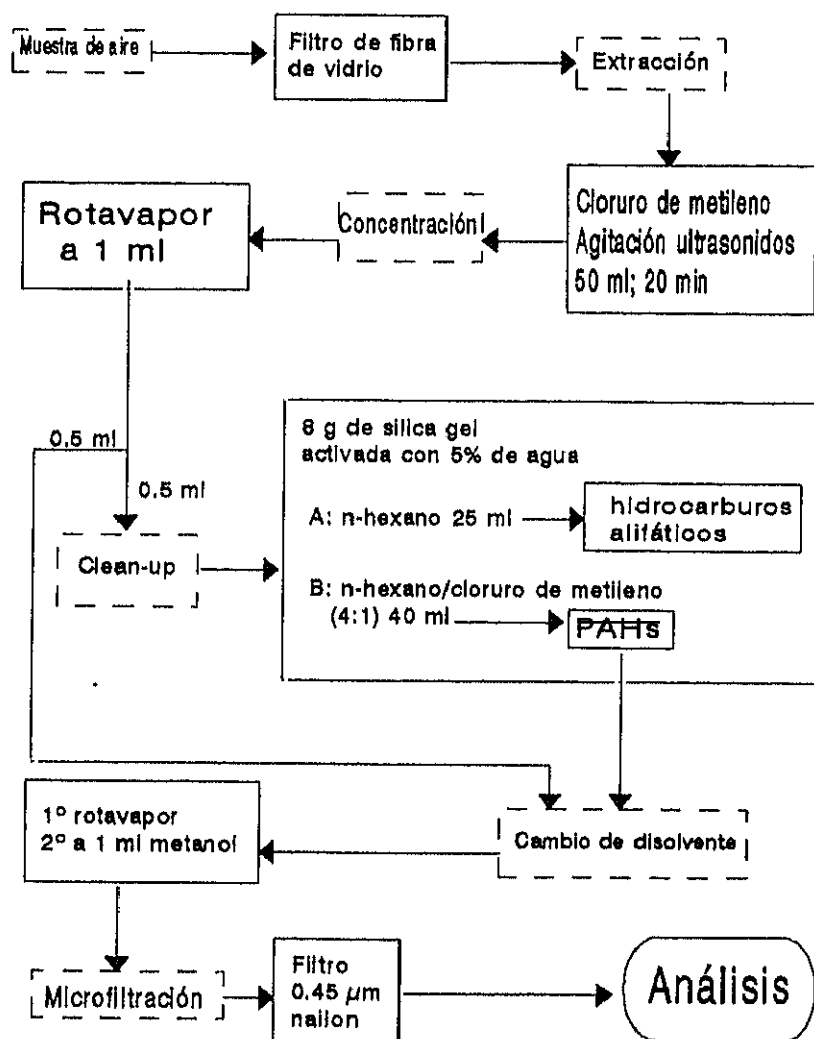 Muestra de aire
Filtro de fibra
de vidrio
Extracción
Cloruro de metileno
Agitación ultrasonidos
50 ml; 20 min
Concentración
Rotavapor
a 1 ml
0,5 ml
0,5 ml
Clean-up
8 g de silica gel
activada con 5% de agua
A: n-hexano 25 ml
hidrocarburos
alifáticos
B: n-hexano/cloruro de metileno
(4:1) 40 ml
PAHs
Cambio de disolvente
1º rotavapor
2º a 1 ml metanol
Microfiltración
Filtro
0.45 µm
nailon
Análisis